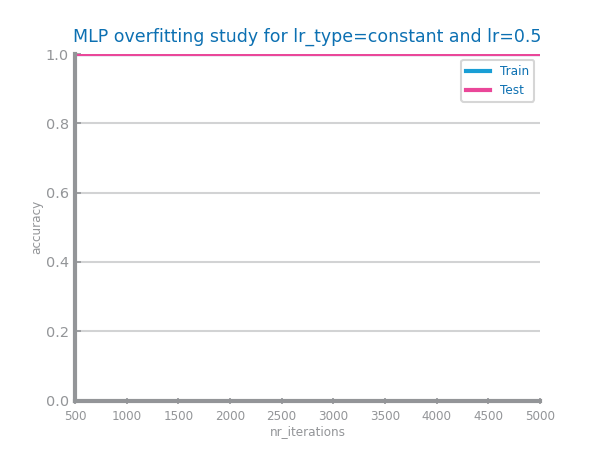 MLP overfitting study for lr_type=constant and lr=0.5
1.0
Train
Test
0.8
0.6
accuracy
0.4
0.2
0.0
500 1000 1500 2000 2500 3000 3500 4000 4500 5000
nr_iterations